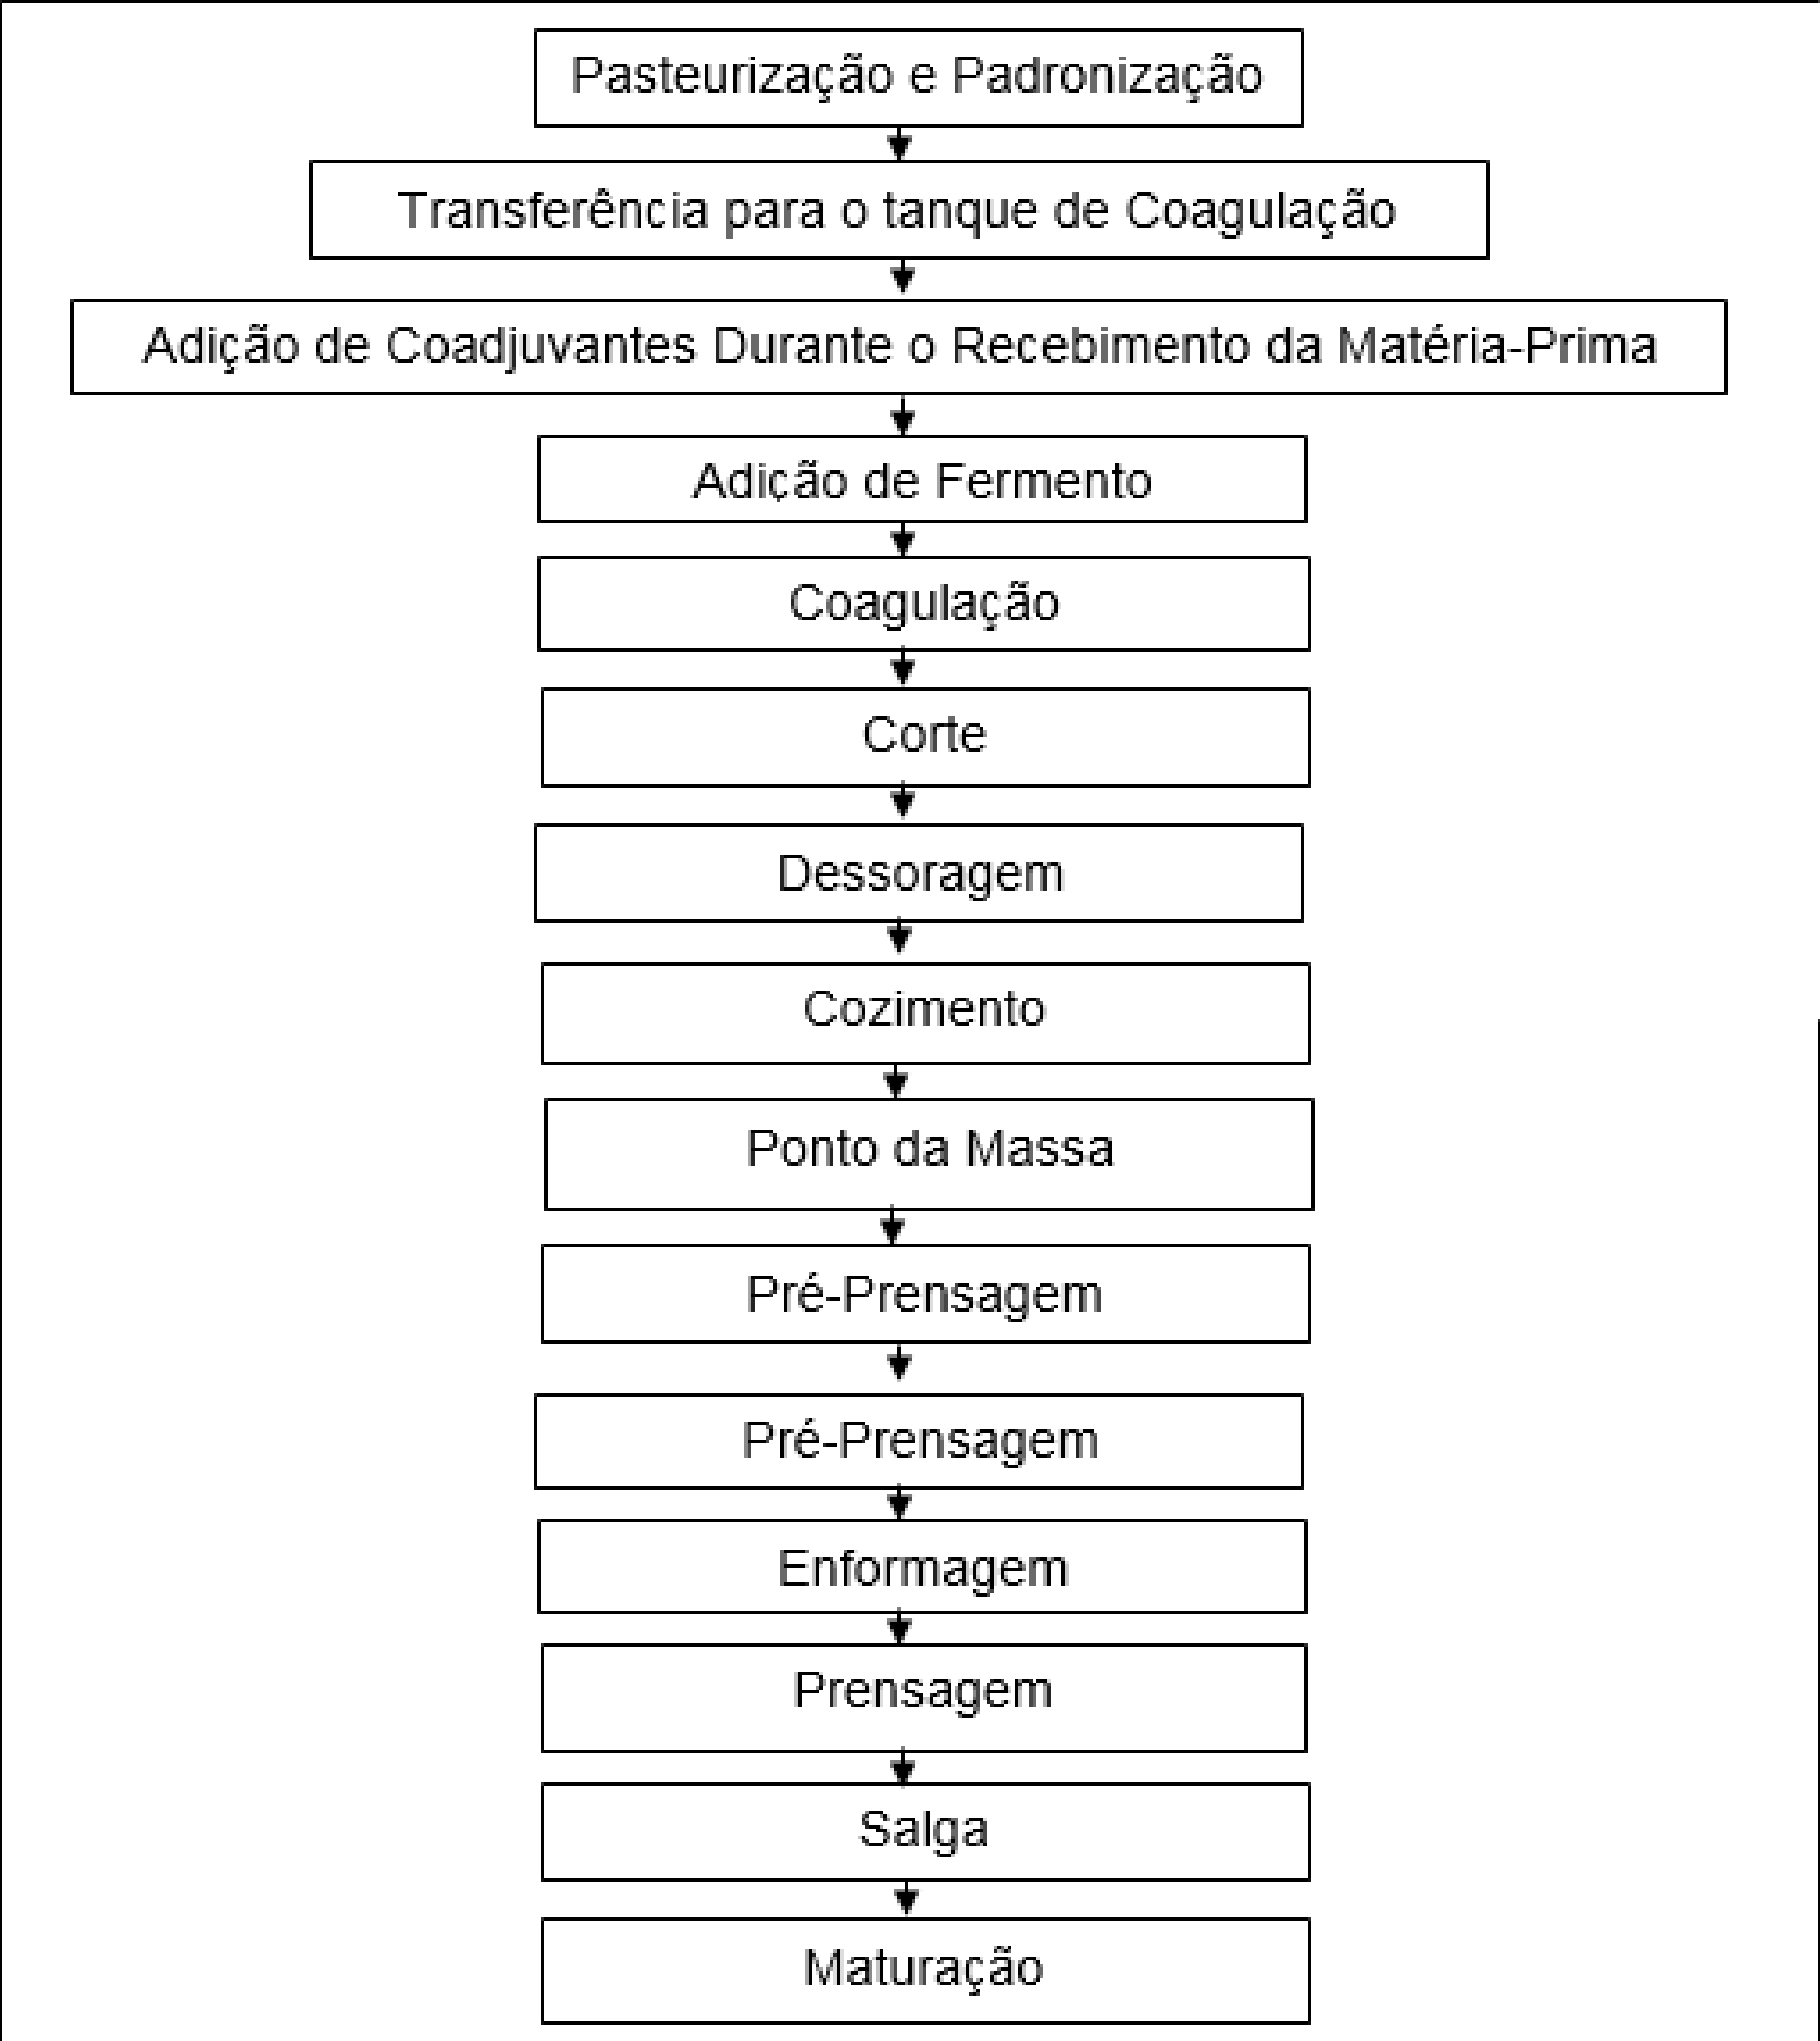 Pasteurização e Padronização
Transferência para o tanque de Coagulação
Adição de Coadjuvantes Durante o Recebimento da Matéria-Prima
Adição de Fermento
Coagulação
Corte
Dessoragem
Cozimento
Ponto da Massa
Pré-Prensagem
Pré-Prensagem
Enformagem
Prensagem
Salga
Maturação